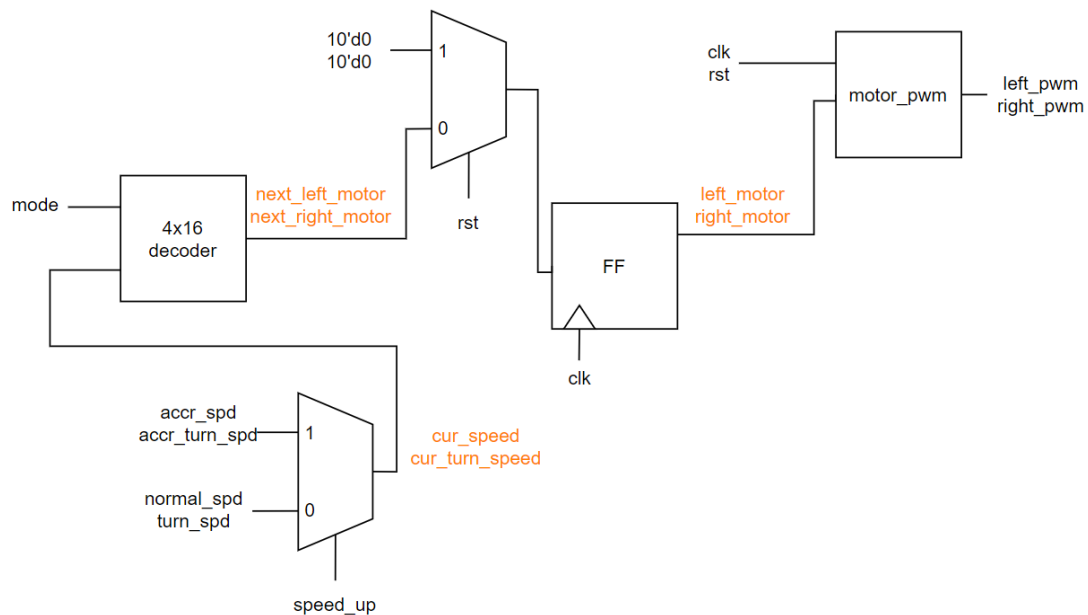 10'd0
10'd0
1
0
rst
clk
rst
motor_pwm
left_pwm
right_pwm
mode
4x16
decoder
next_left_motor
next_right_motor
left_motor
right_motor
FF
clk
accr_spd
accr_turn_spd
1
cur_speed
cur_turn_speed
normal_spd
turn_spd
0
speed_up